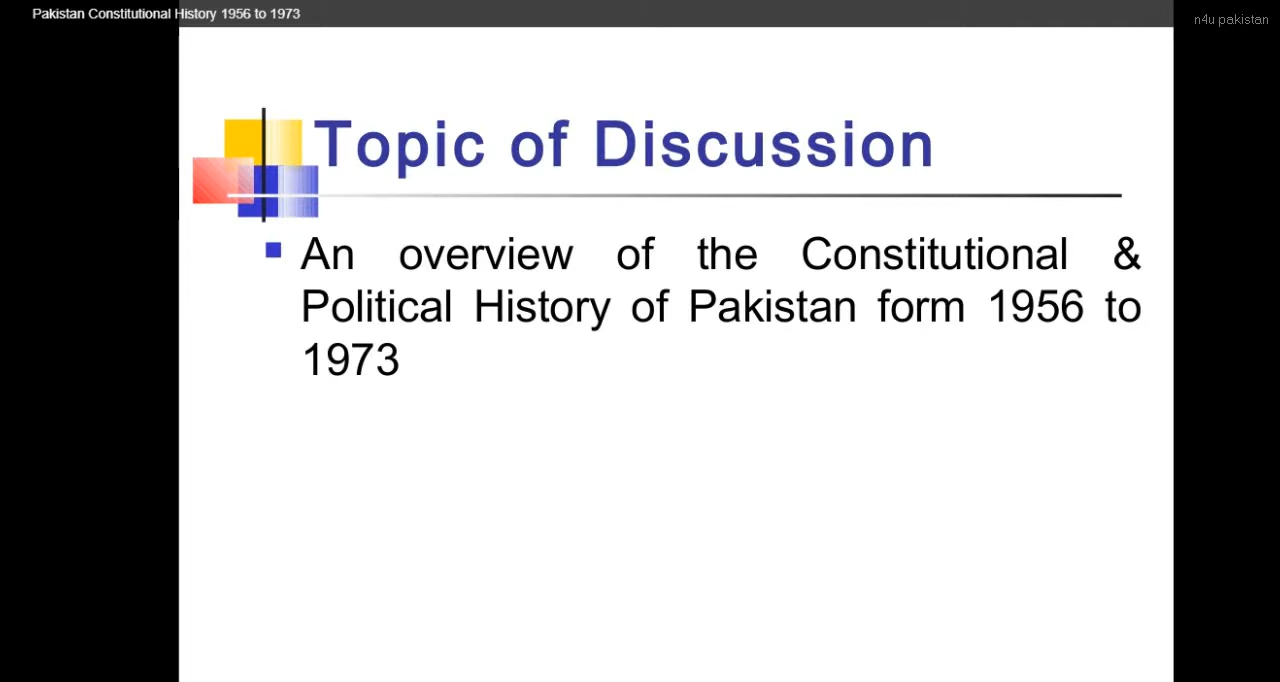 Pakistan Constitutional History 1956 to 1973
n4u pakistan
Topic of Discussion
An overview of the Constitutional &
Political History of Pakistan form 1956 to
1973